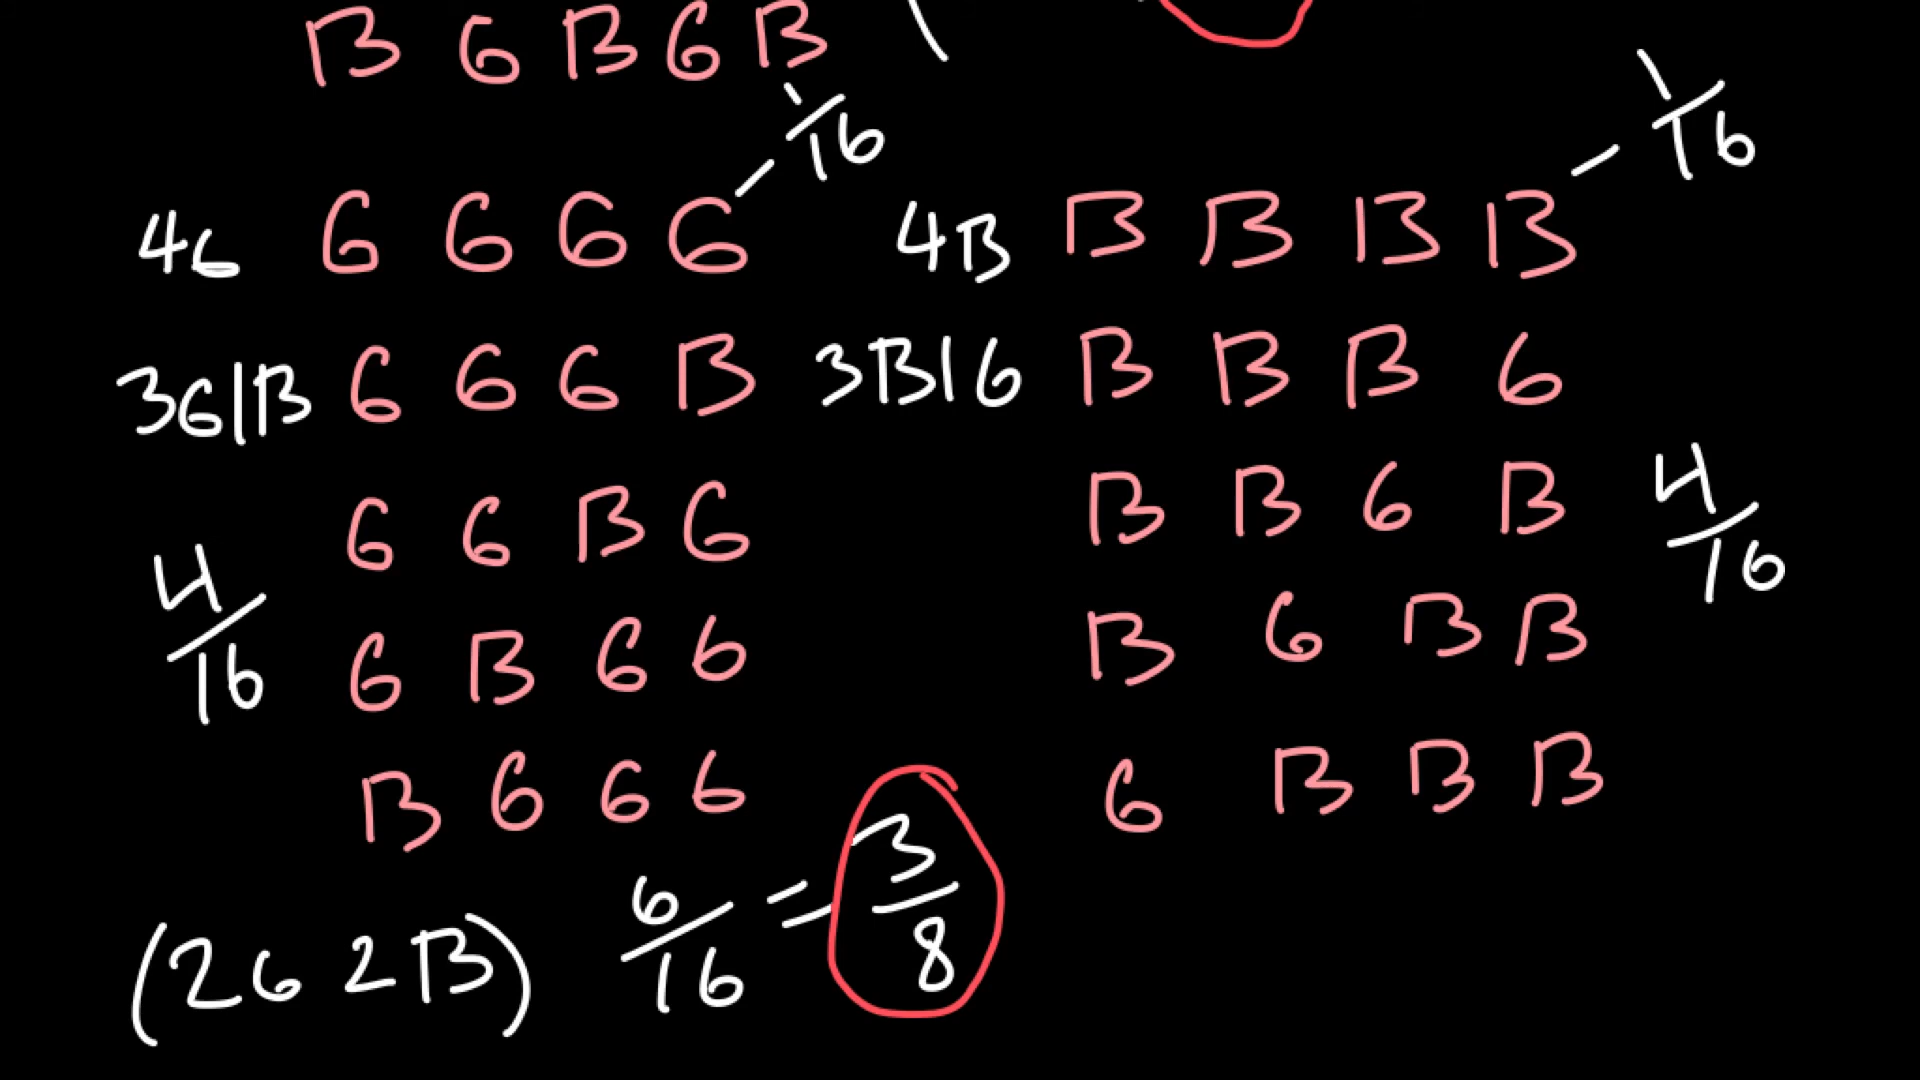 B G B G B
1/16 1/16
4G G G G G 4B B B B B
3G1B G G G B 3B1G B B B G
G G B G B B G B 4/16
4/16 G B G G B G B B
B G G G G B B B
(2G 2B) 6/16 = 3/8